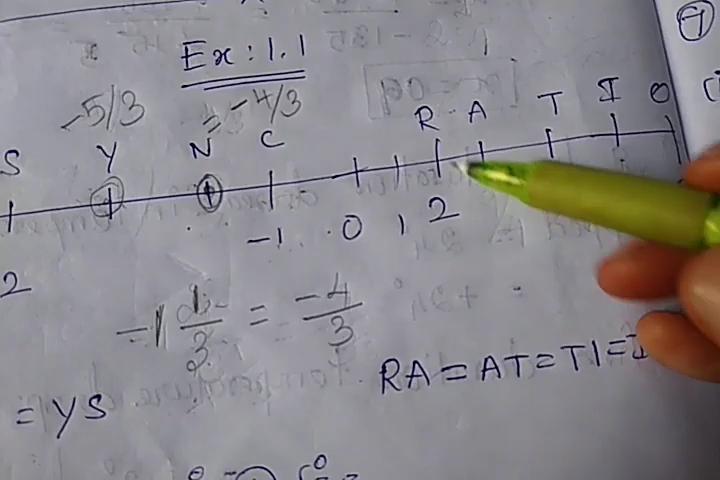 Ex: 1.1
-5/3 = -4/3
S Y N C R A T I O
-1 0 1 2
2
-1 1/3 = -4/3
RA = AT = TI = I
= YS